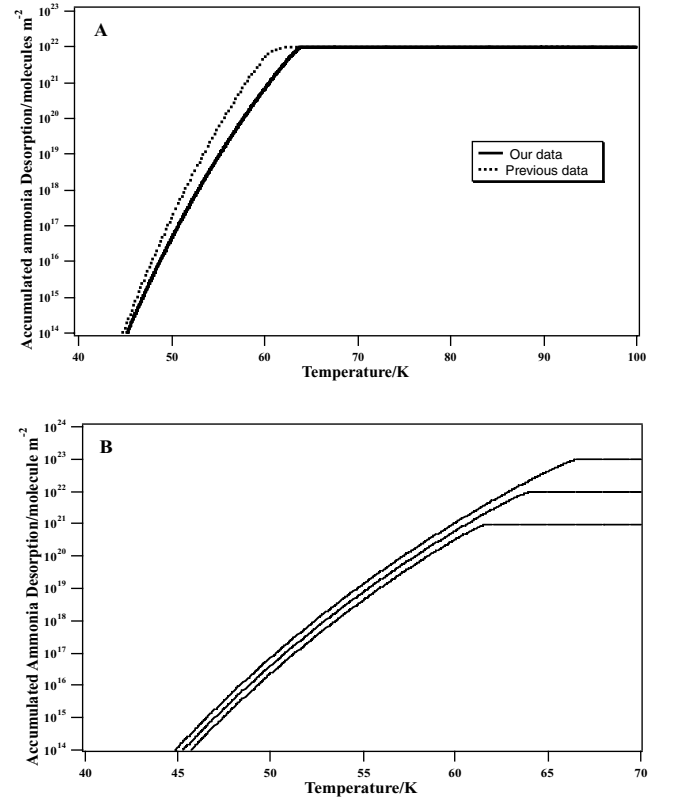 A
Accumulated ammonia Desorption/molecules m-2
10^23
10^22
10^21
10^20
10^19
10^18
10^17
10^16
10^15
10^14
Our data
Previous data
40 50 60 70 80 90 100
Temperature/K
B
Accumulated Ammonia Desorption/molecule m-2
10^24
10^23
10^22
10^21
10^20
10^19
10^18
10^17
10^16
10^15
10^14
40 45 50 55 60 65 70
Temperature/K